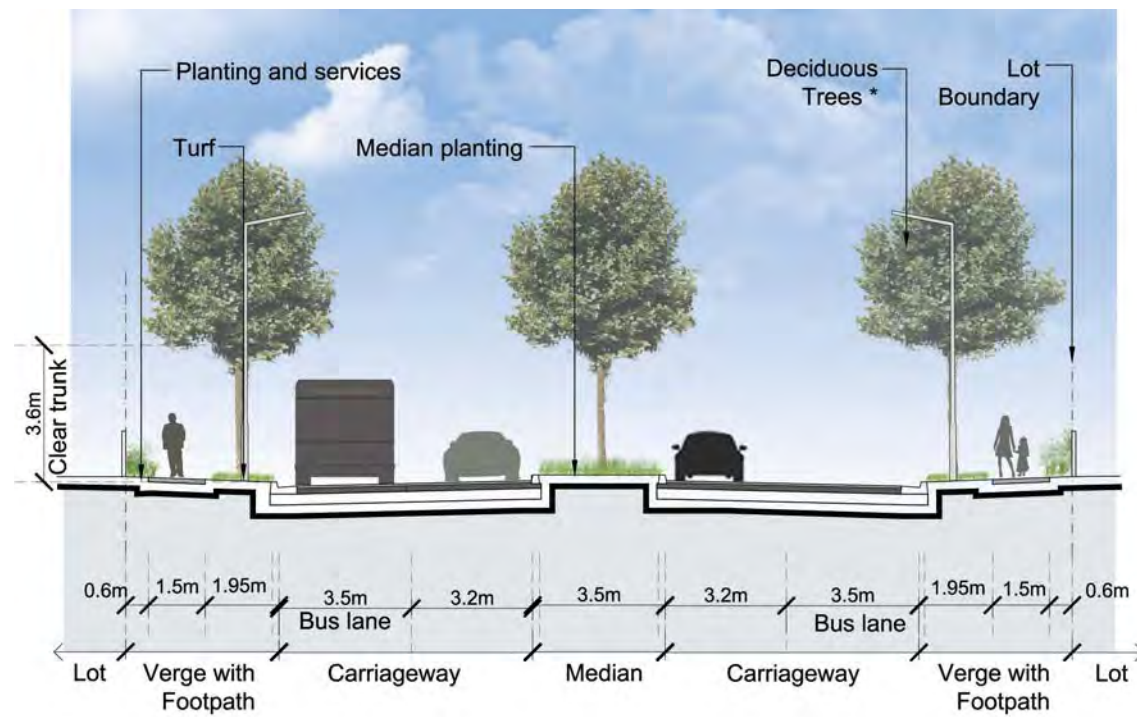 Planting and services
Deciduous
Trees *
Lot
Boundary
Turf
Median planting
3.6m
Clear trunk
0.6m
1.5m
1.95m
3.5m
3.2m
3.5m
3.2m
3.5m
1.95m
1.5m
0.6m
Bus lane
Bus lane
Lot
Verge with
Footpath
Carriageway
Median
Carriageway
Verge with
Footpath
Lot